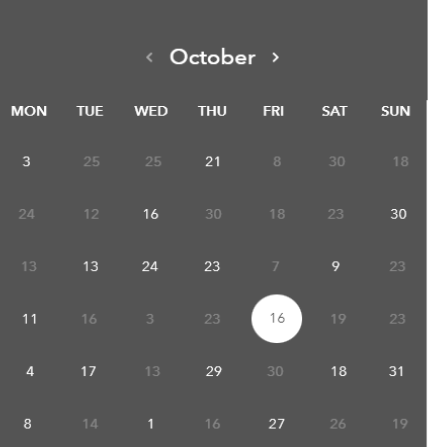 ‹ October ›
MON TUE WED THU FRI SAT SUN
3 25 25 21 8 30 18
24 12 16 30 18 23 30
13 13 24 23 7 9 23
11 16 3 23 16 19 23
4 17 13 29 30 18 31
8 14 1 16 27 26 19